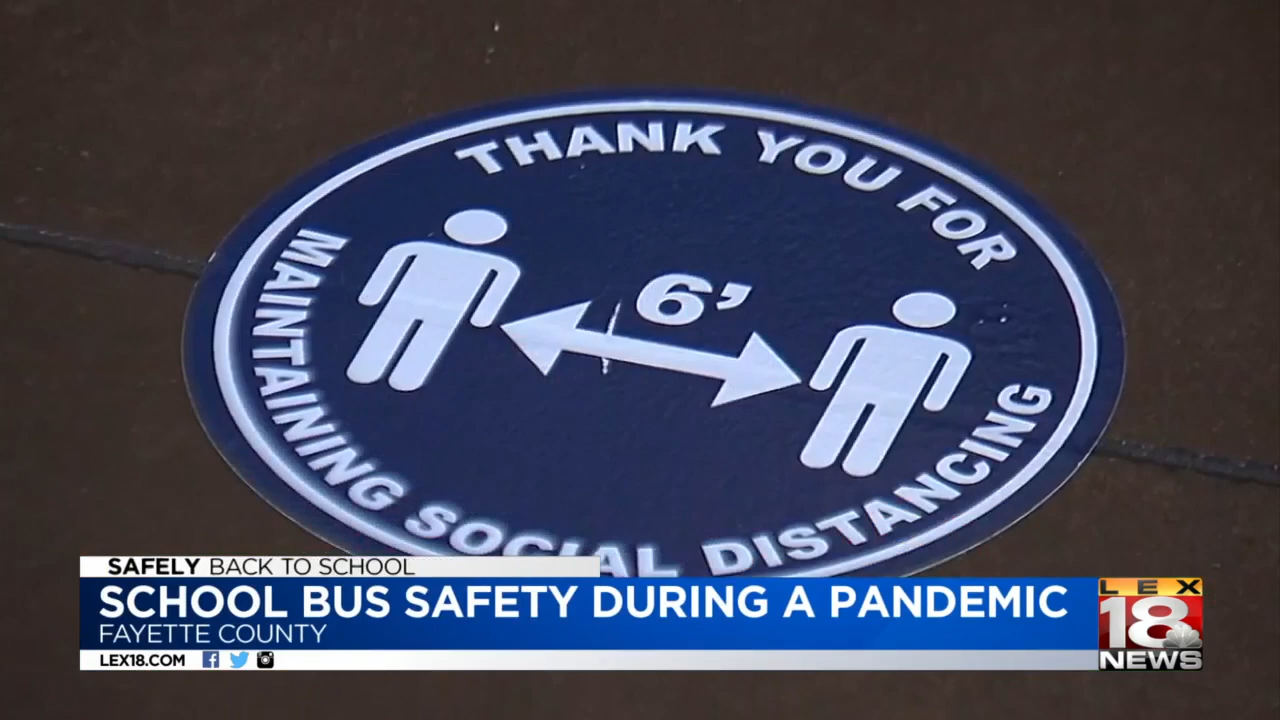 THANK YOU FOR
6'
MAINTAINING SOCIAL DISTANCING
SAFELY BACK TO SCHOOL
SCHOOL BUS SAFETY DURING A PANDEMIC
FAYETTE COUNTY
LEX18.COM
LEX
18
NEWS